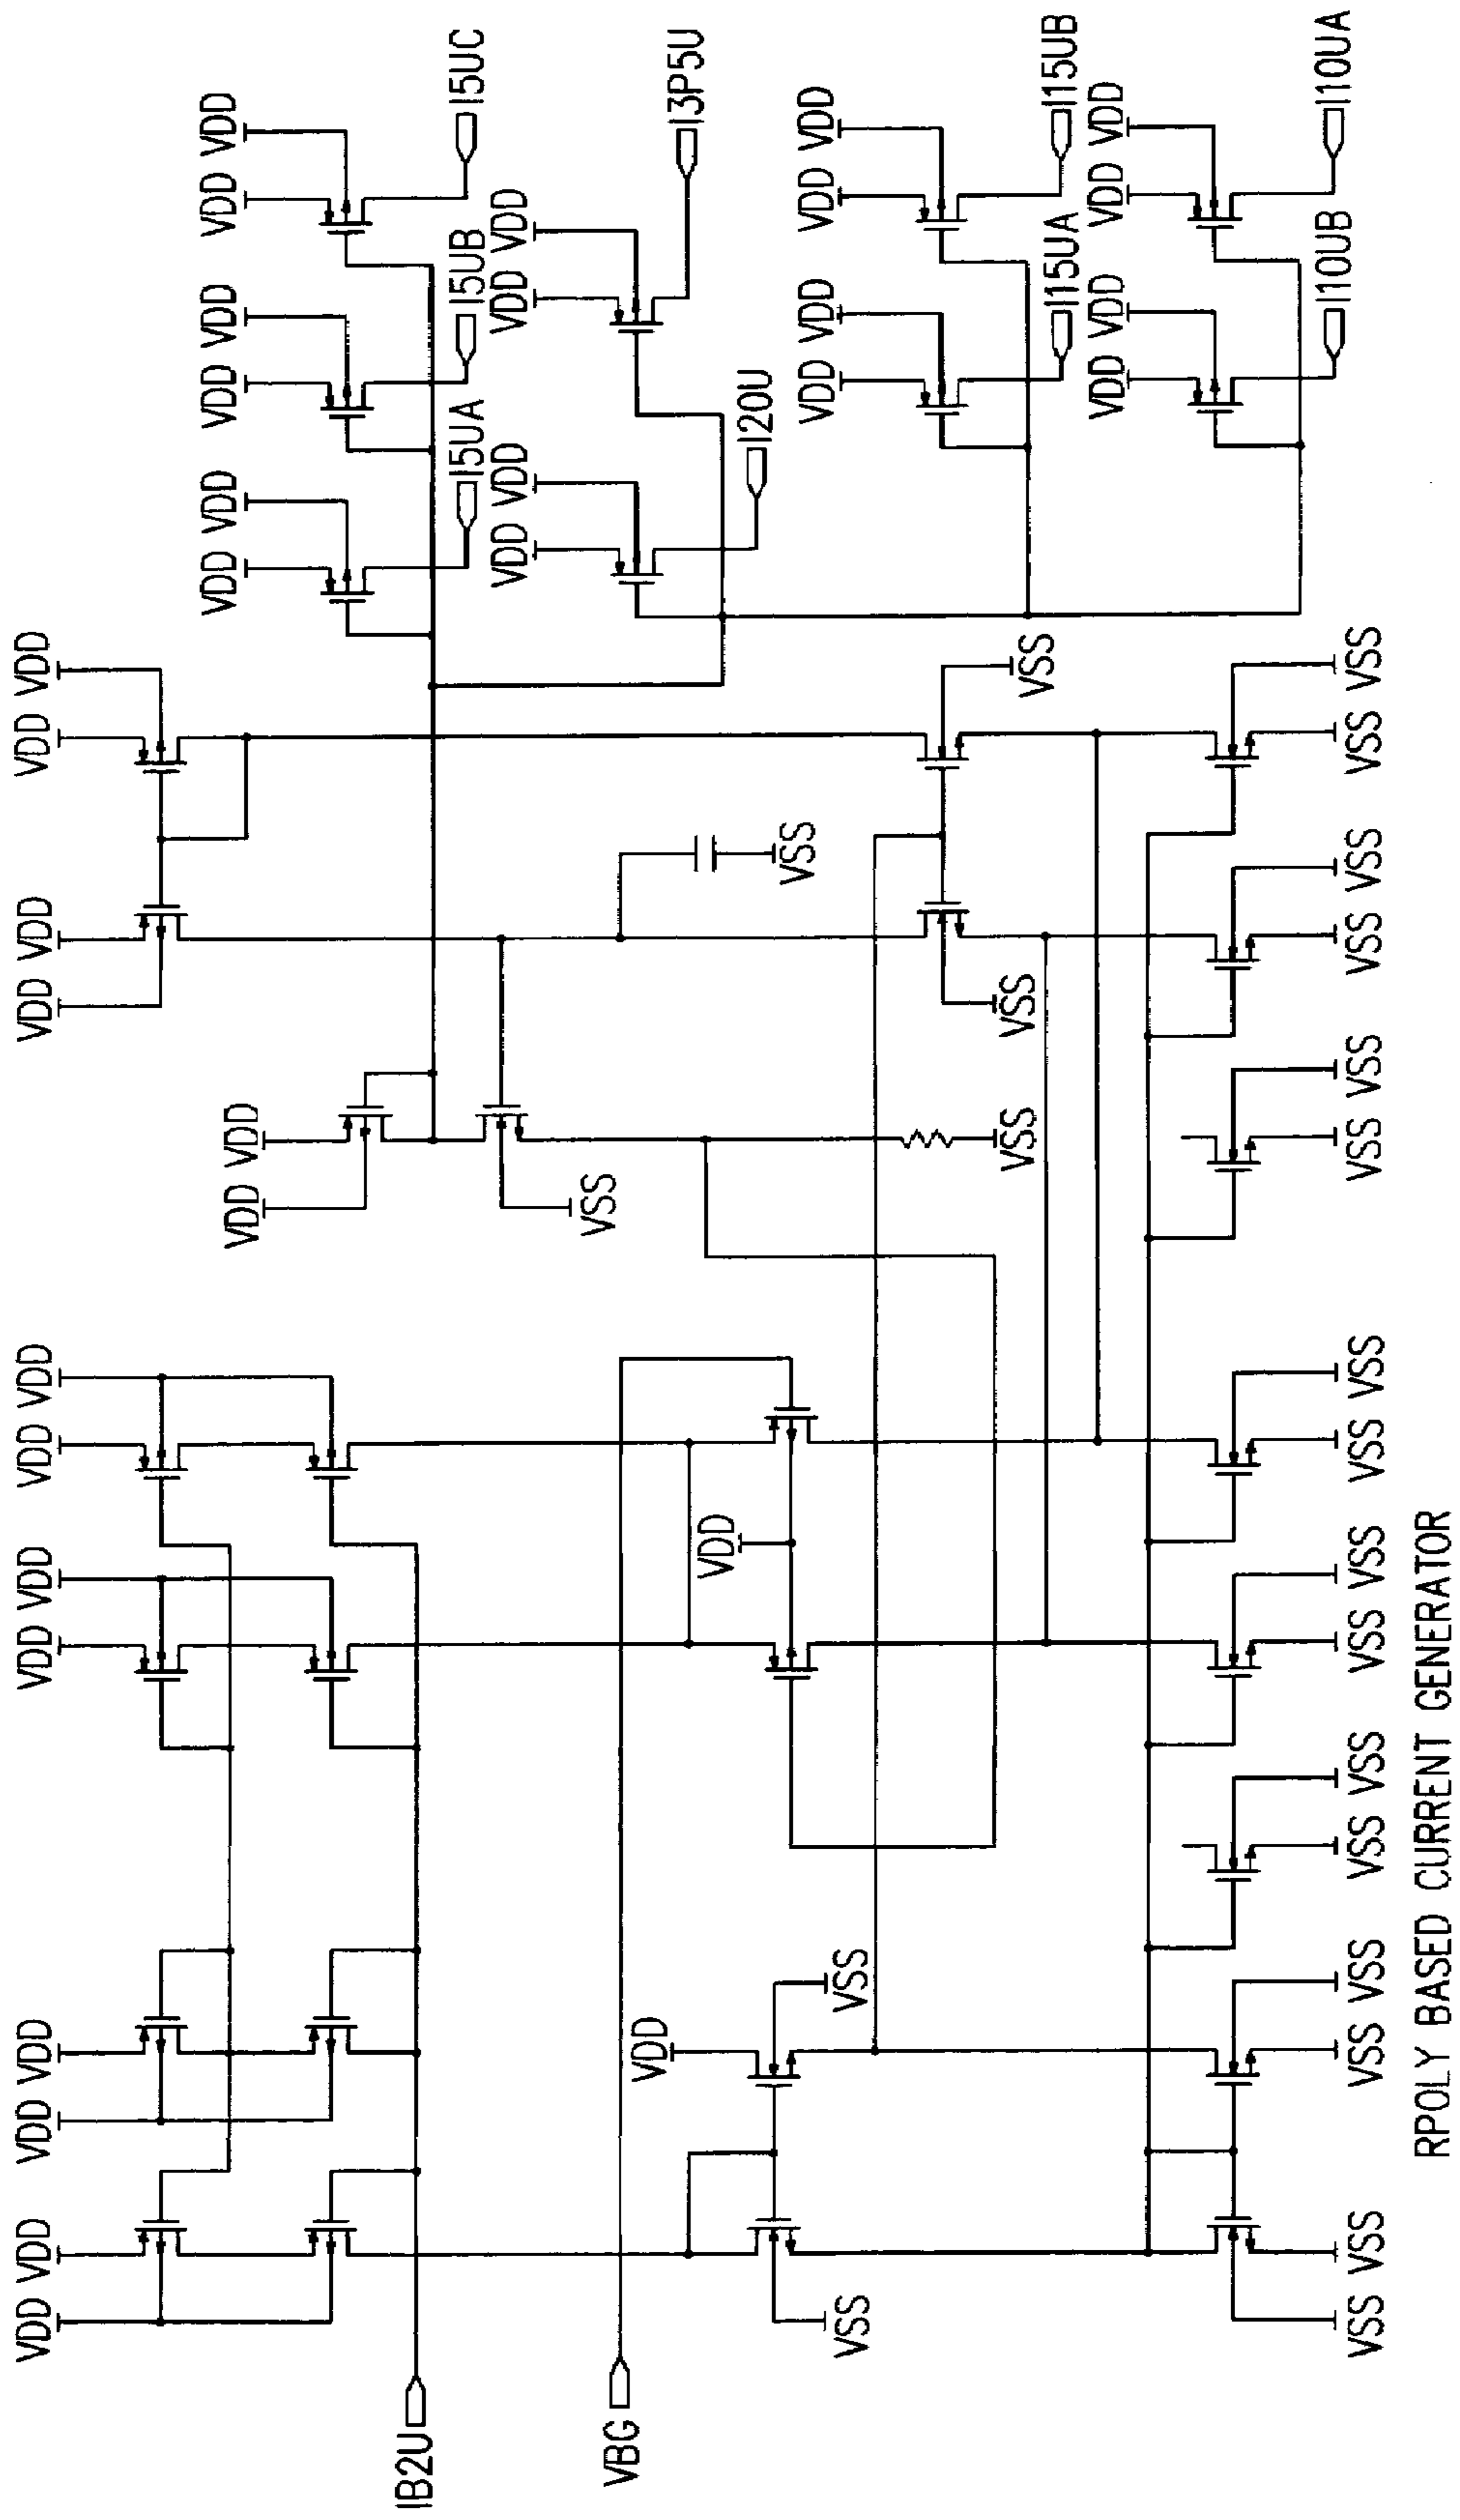 VDD VDD VDD VDD VDD VDD VDD VDD VDD VDD VDD VDD
VDD VDD VDD VDD VDD VDD
VDD VDD
IB2U
I5UA I5UB I5UC
VDD VDD VDD VDD
VSS
VBG
VDD
I3P5U
VDD
I20U
VSS
VDD VDD VDD VDD
VSS VSS
VSS VSS VSS
I15UA I15UB
VDD VDD VDD VDD
I10UB I10UA
VSS VSS VSS VSS VSS VSS VSS VSS VSS VSS VSS VSS VSS VSS VSS VSS
RPOLY BASED CURRENT GENERATOR